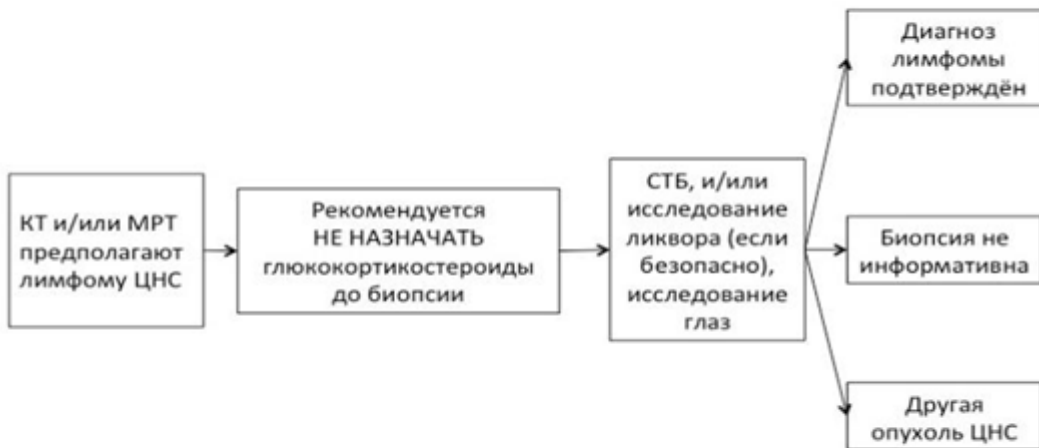 КТ и/или МРТ
предполагают
лимфому ЦНС
Рекомендуется
НЕ НАЗНАЧАТЬ
глюкокортикостероиды
до биопсии
СТБ, и/или
исследование
ликвора (если
безопасно),
исследование
глаз
Диагноз
лимфомы
подтверждён
Биопсия не
информативна
Другая
опухоль ЦНС